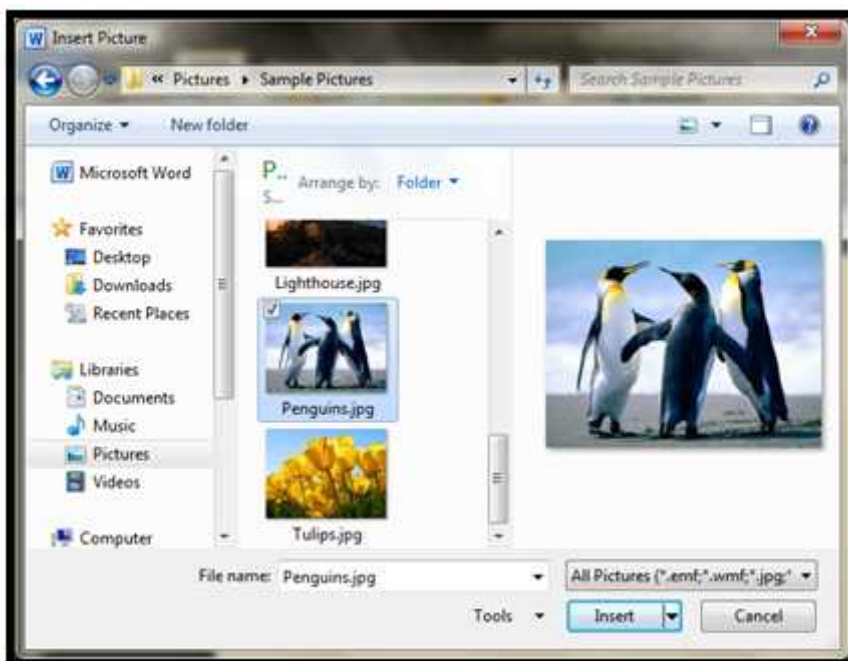 Insert Picture
« Pictures ▸ Sample Pictures
Search Sample Pictures
Organize
New folder
Microsoft Word
Favorites
Desktop
Downloads
Recent Places
Libraries
Documents
Music
Pictures
Videos
Computer
P..
S...
Arrange by: Folder
Lighthouse.jpg
Penguins.jpg
Tulips.jpg
File name: Penguins.jpg
All Pictures (*.emf;*.wmf;*.jpg;*
Tools
Insert
Cancel